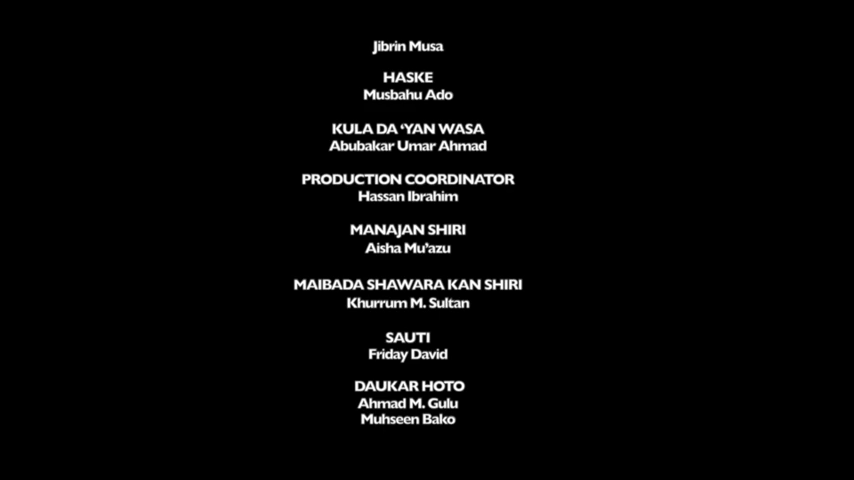 Jibrin Musa
HASKE
Musbahu Ado
KULA DA ‘YAN WASA
Abubakar Umar Ahmad
PRODUCTION COORDINATOR
Hassan Ibrahim
MANAJAN SHIRI
Aisha Mu’azu
MAIBADA SHAWARA KAN SHIRI
Khurrum M. Sultan
SAUTI
Friday David
DAUKAR HOTO
Ahmad M. Gulu
Muhseen Bako